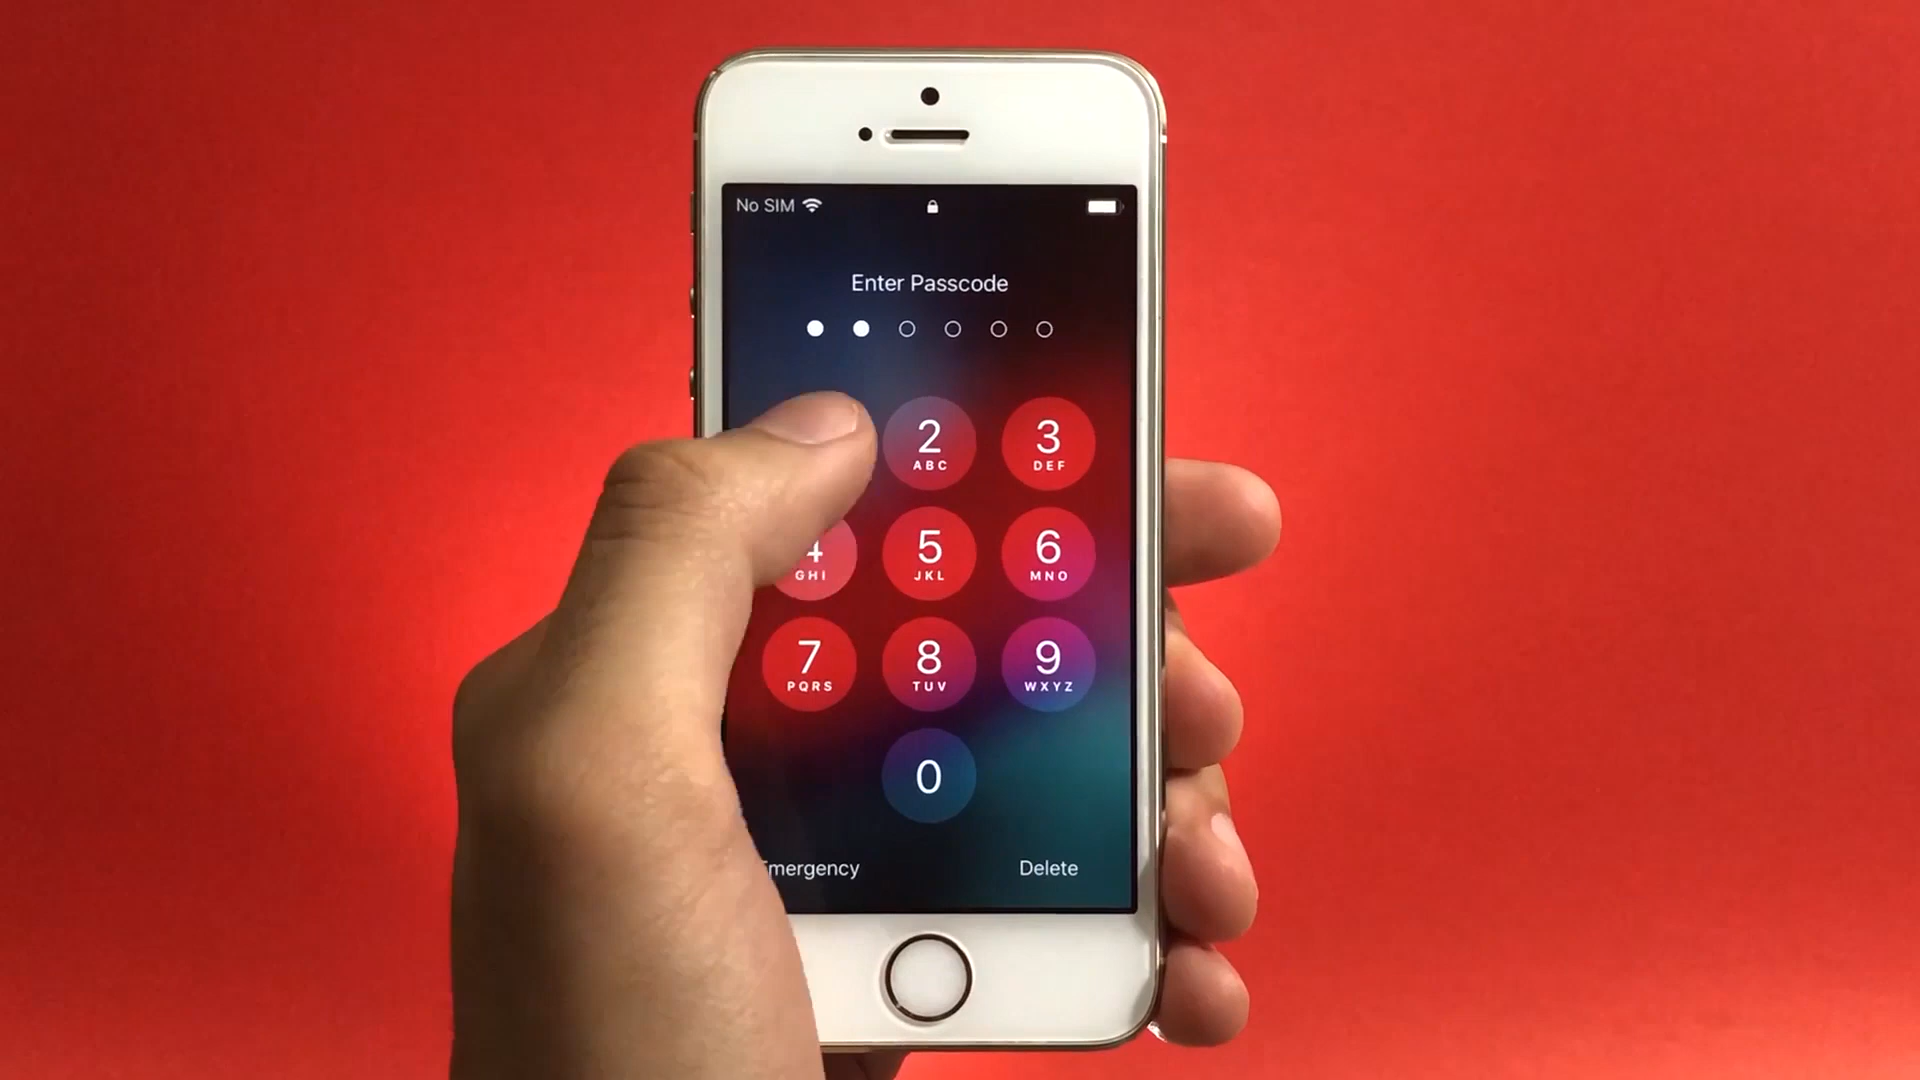 No SIM
Enter Passcode
2 3
ABC DEF
4 5 6
GHI JKL MNO
7 8 9
PQRS TUV WXYZ
0
mergency Delete